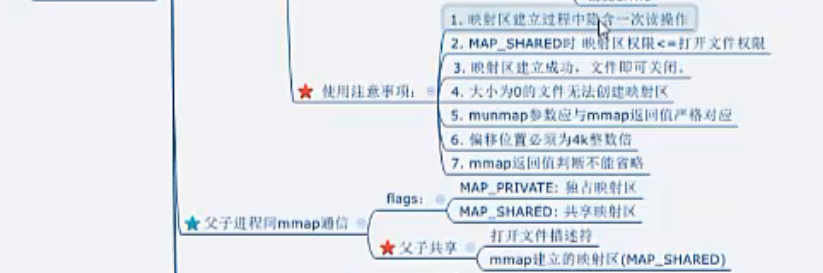 1. 映射区建立过程中隐含一次读操作
2. MAP_SHARED时 映射区权限<=打开文件权限
3. 映射区建立成功，文件即可关闭。
使用注意事项：
4. 大小为0的文件无法创建映射区
5. munmap参数应与mmap返回值严格对应
6. 偏移位置必须为4k整数倍
7. mmap返回值判断不能省略
父子进程间mmap通信
flags：
MAP_PRIVATE: 独占映射区
MAP_SHARED: 共享映射区
父子共享
打开文件描述符
mmap建立的映射区(MAP_SHARED)